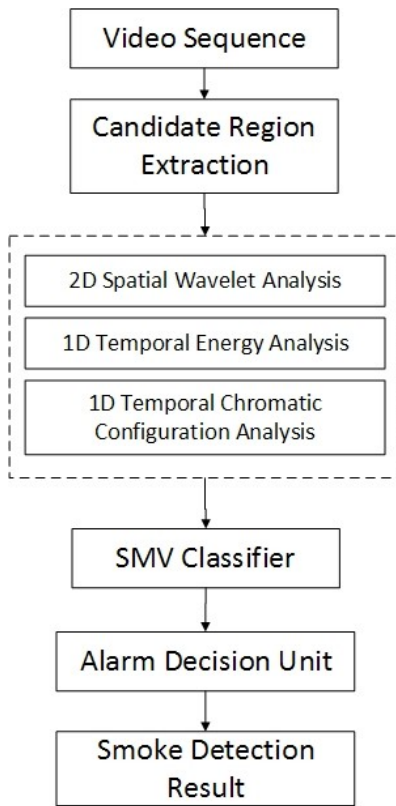 Video Sequence
Candidate Region
Extraction
2D Spatial Wavelet Analysis
1D Temporal Energy Analysis
1D Temporal Chromatic
Configuration Analysis
SMV Classifier
Alarm Decision Unit
Smoke Detection
Result